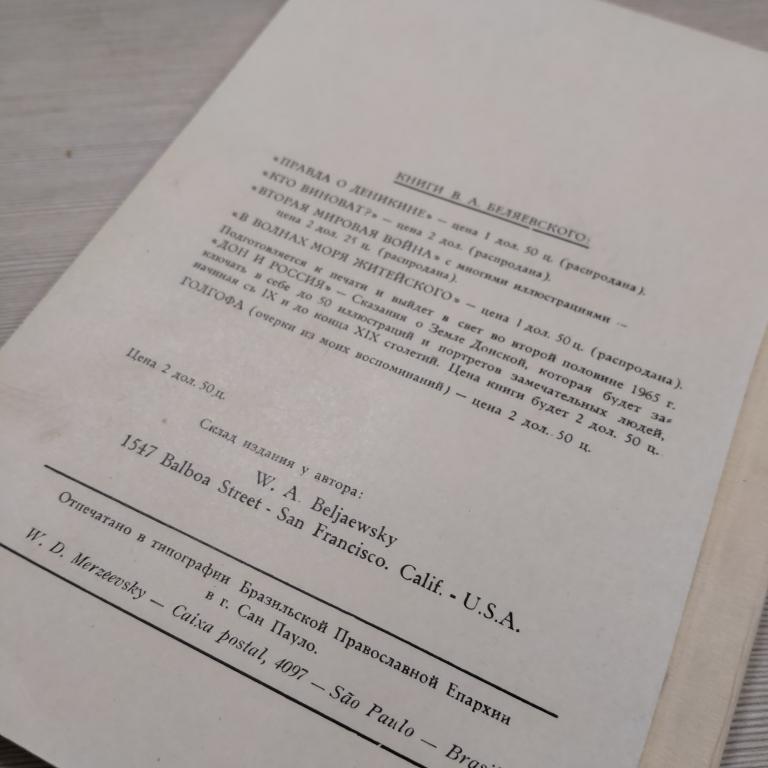 КНИГИ В А. БЕЛЯЕВСКОГО:
«ПРАВДА О ДЕНИКИНЕ» — цена 1 дол. 50 ц. (распродана).
«КТО ВИНОВАТ?» — цена 2 дол. (распродана).
«ВТОРАЯ МИРОВАЯ ВОЙНА» с многими иллюстрациями —
цена 2 дол. 25 ц. (распродана).
«В ВОЛНАХ МОРЯ ЖИТЕЙСКОГО» — цена 1 дол. 50 ц. (распродана).
Подготовляется к печати и выйдет в свет во второй половине 1965 г.
«ДОН И РОССИЯ» — Сказания о Земле Донской, которая будет за=
ключать в себе до 50 иллюстраций и портретов замечательных людей,
начиная съ IX и до конца XIX столетий. Цена книги будет 2 дол. 50 ц.
ГОЛГОФА (очерки из моих воспоминаний) — цена 2 дол. 50 ц.
Цена 2 дол. 50 ц.
Склад издания у автора:
W. A. Beljaewsky
1547 Balboa Street - San Francisco. Calif. - U.S.A.
Отпечатано в типографии Бразильской Православной Епархии
в г. Сан Пауло.
W. D. Merzeevsky — Caixa postal, 4097 — São Paulo — Brasil